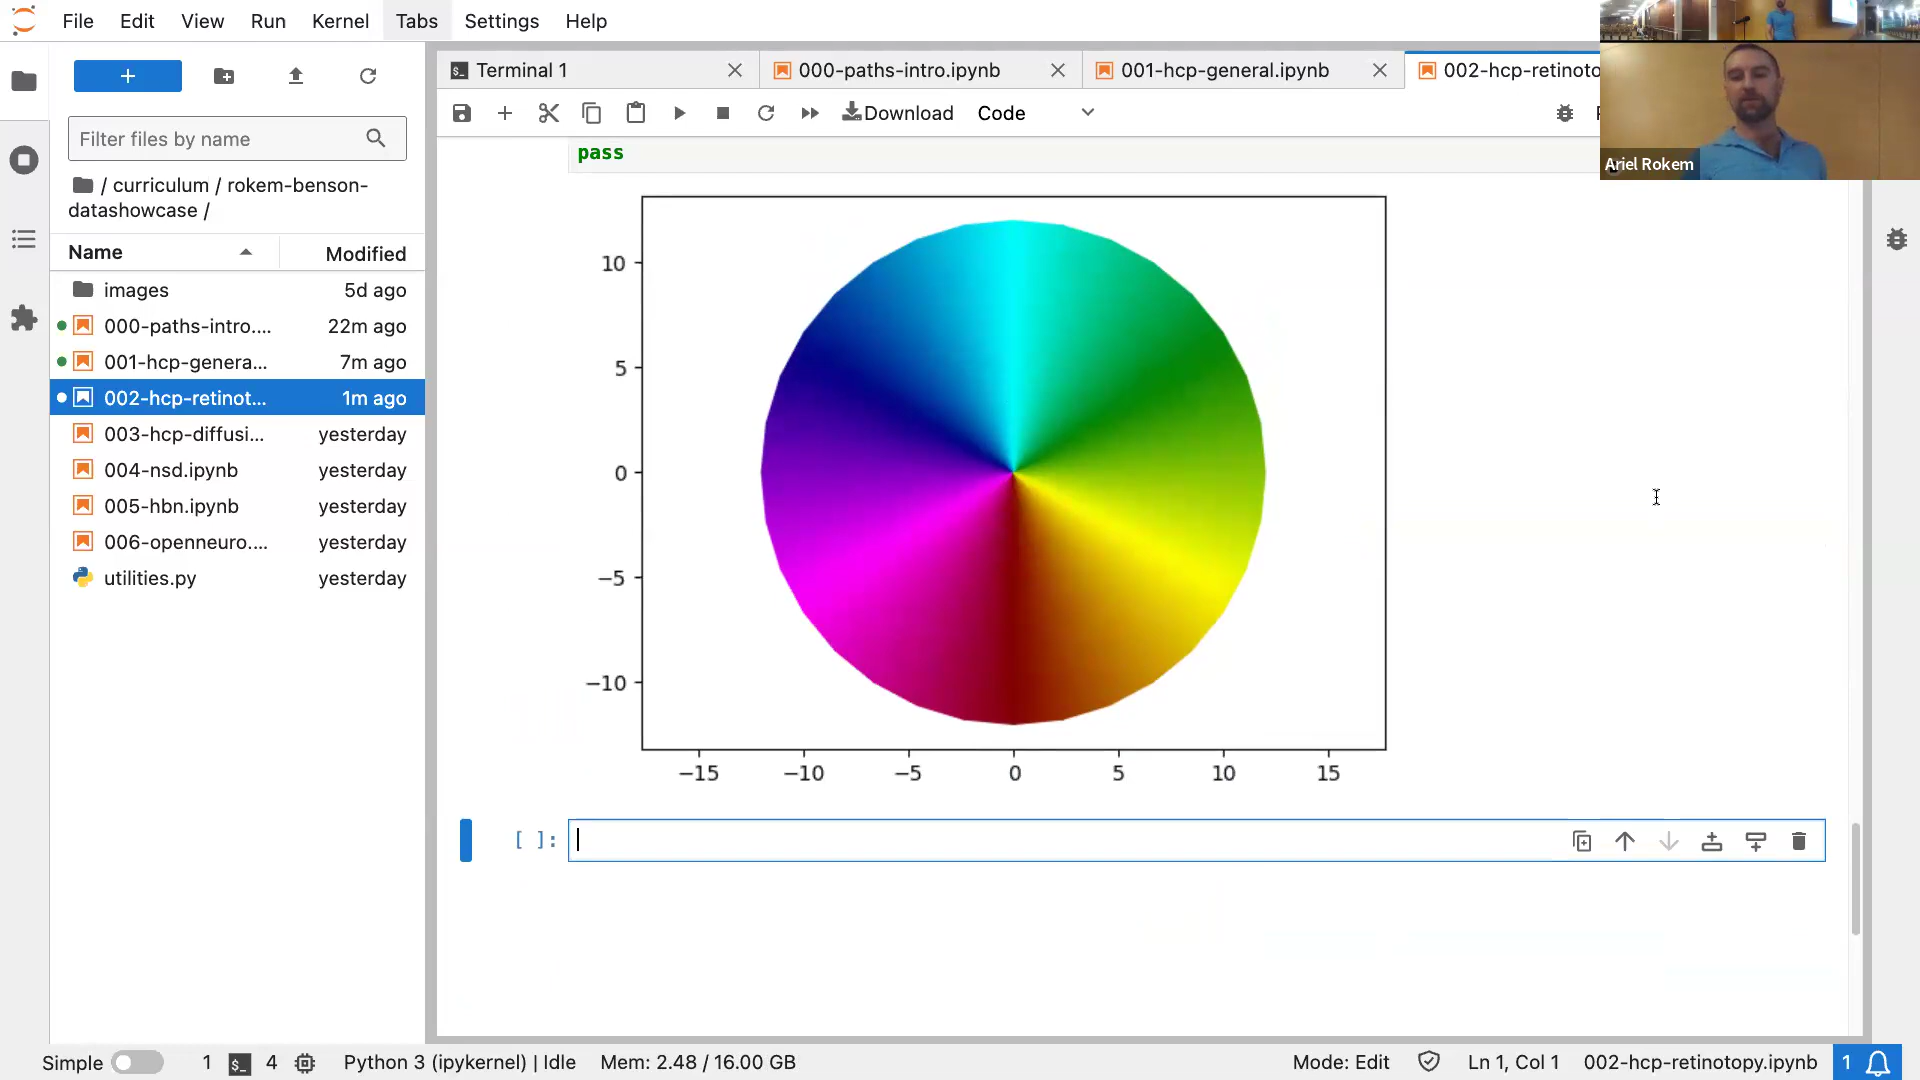 File Edit View Run Kernel Tabs Settings Help
Terminal 1
000-paths-intro.ipynb
001-hcp-general.ipynb
002-hcp-retinoto
Download
Code
Filter files by name
/ curriculum / rokem-benson-
datashowcase /
Name Modified
images 5d ago
000-paths-intro.... 22m ago
001-hcp-genera... 7m ago
002-hcp-retinot... 1m ago
003-hcp-diffusi... yesterday
004-nsd.ipynb yesterday
005-hbn.ipynb yesterday
006-openneuro.... yesterday
utilities.py yesterday
pass
10
5
0
−5
−10
−15 −10 −5 0 5 10 15
[ ]:
Ariel Rokem
Simple 1 4 Python 3 (ipykernel) | Idle Mem: 2.48 / 16.00 GB Mode: Edit Ln 1, Col 1 002-hcp-retinotopy.ipynb 1